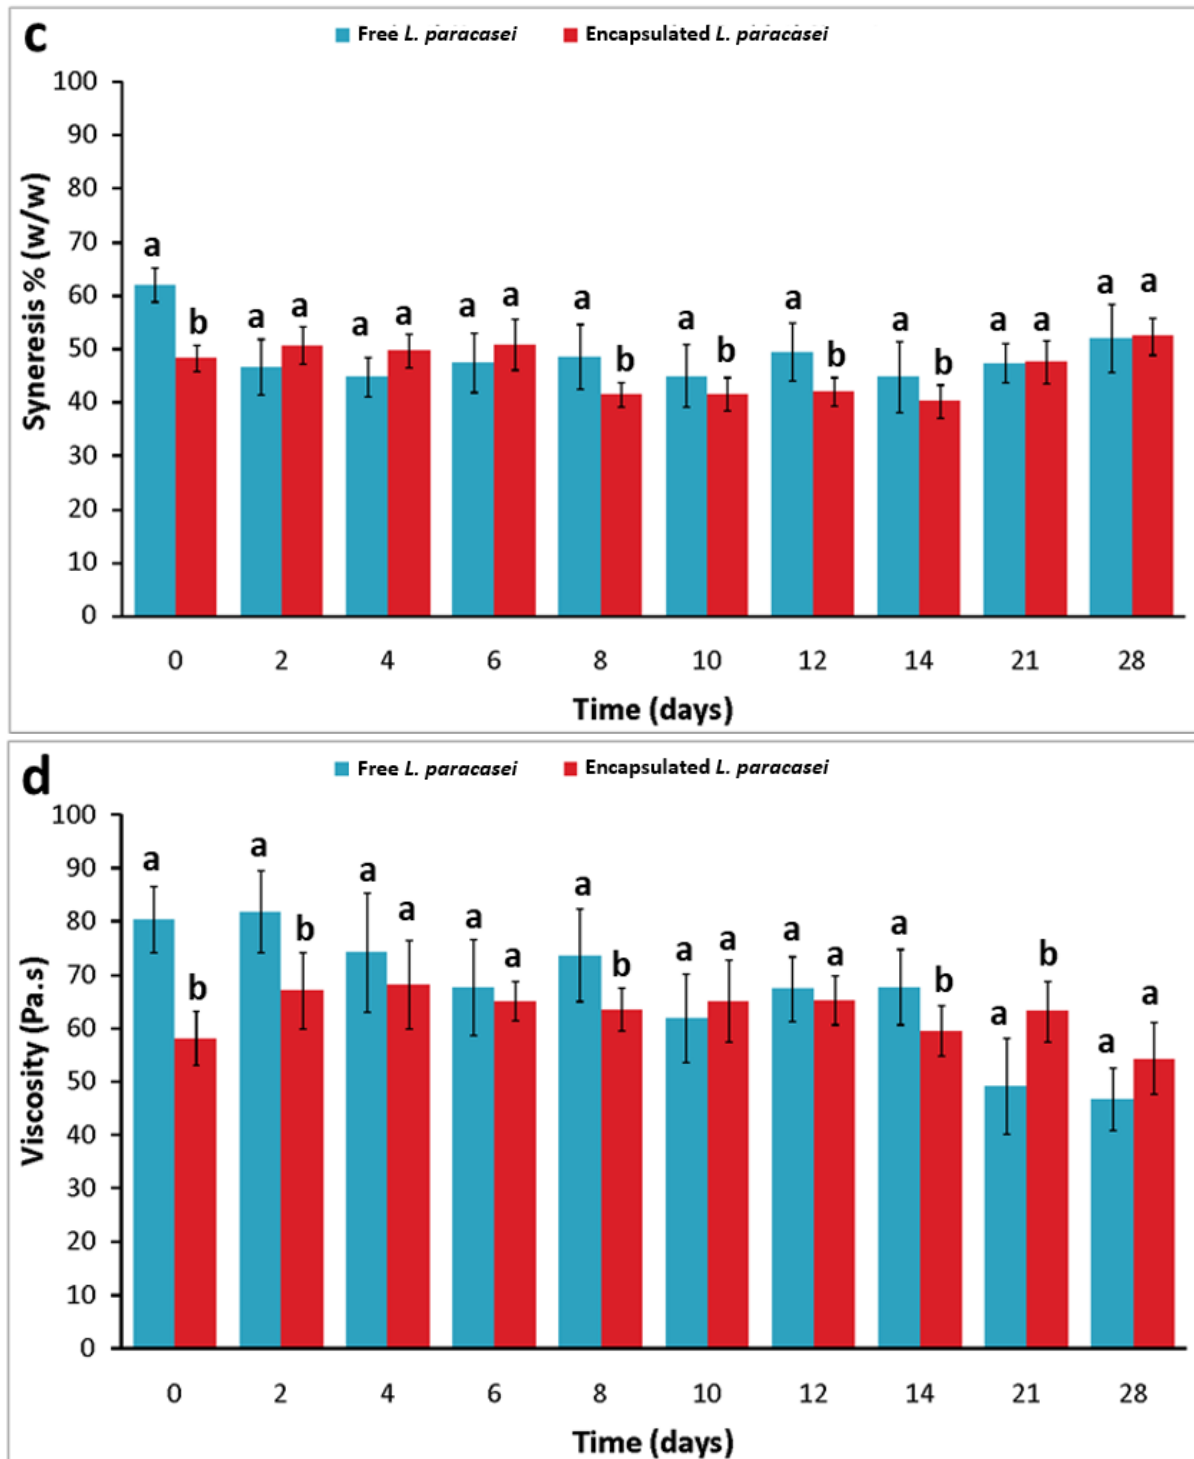 c
Free L. paracasei Encapsulated L. paracasei
100
90
80
70
60
50
40
30
20
10
0
Syneresis % (w/w)
a b a a a a a a a b a b a b a b a a a a
0 2 4 6 8 10 12 14 21 28
Time (days)
d
Free L. paracasei Encapsulated L. paracasei
100
90
80
70
60
50
40
30
20
10
0
Viscosity (Pa.s)
a b a b a a a a a b a a a a a b a b a a
0 2 4 6 8 10 12 14 21 28
Time (days)